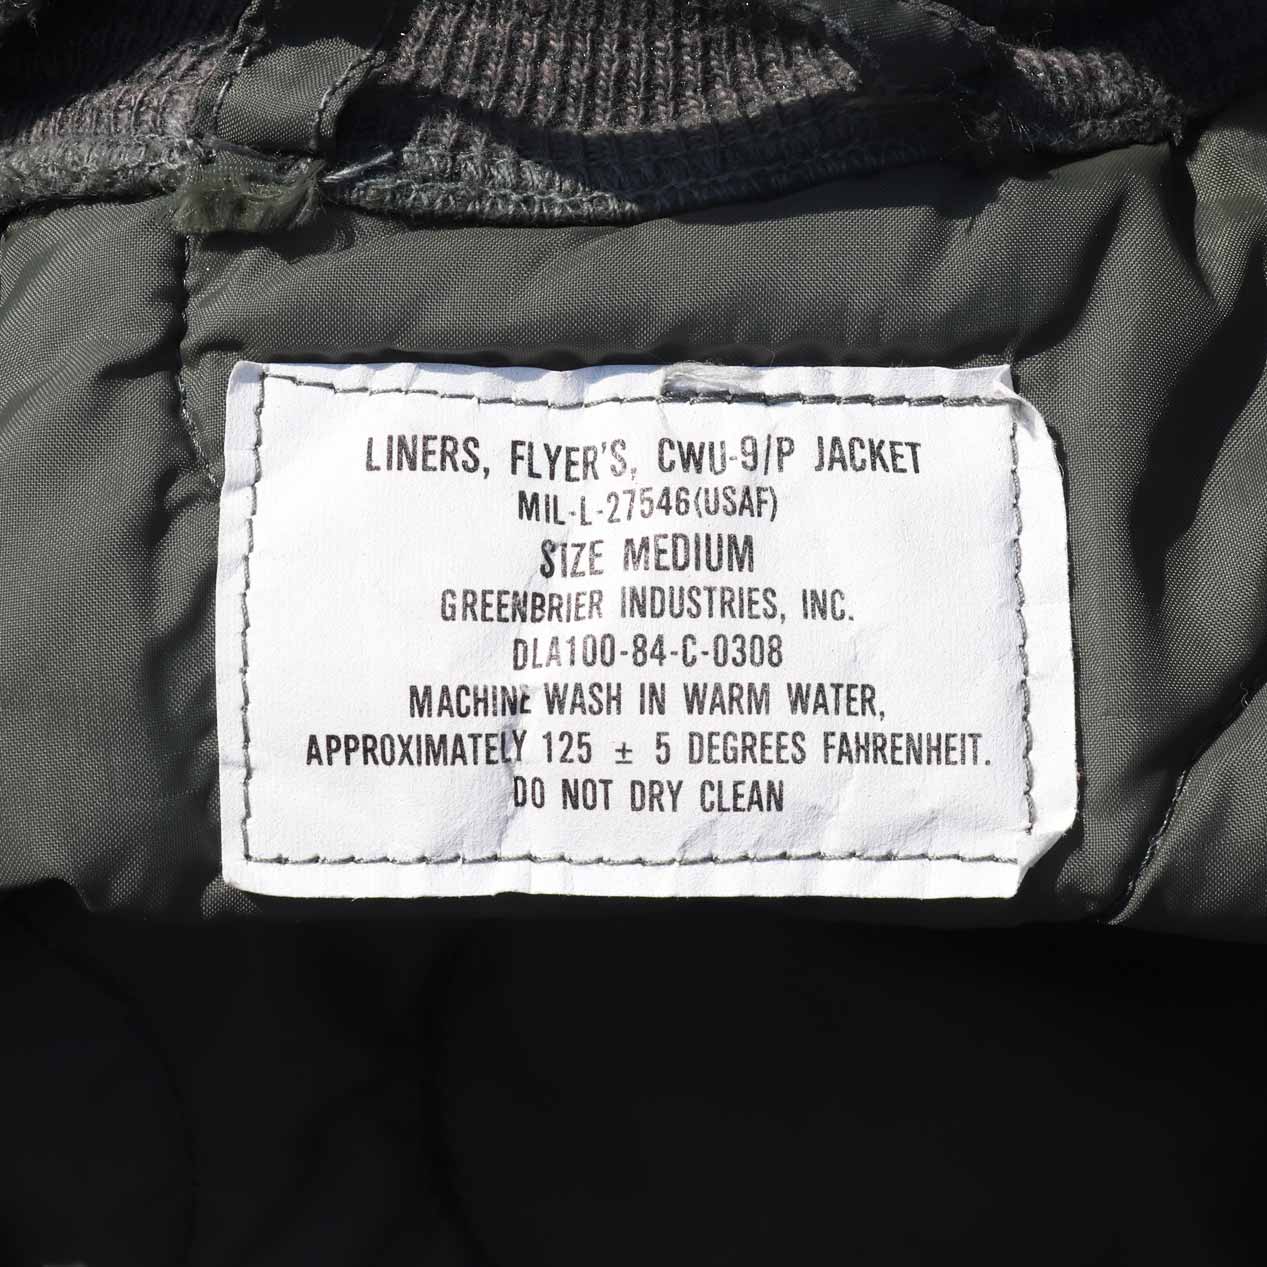 LINERS, FLYER'S, CWU-9/P JACKET
MIL-L-27546(USAF)
SIZE MEDIUM
GREENBRIER INDUSTRIES, INC.
DLA100-84-C-0308
MACHINE WASH IN WARM WATER,
APPROXIMATELY 125 ± 5 DEGREES FAHRENHEIT.
DO NOT DRY CLEAN